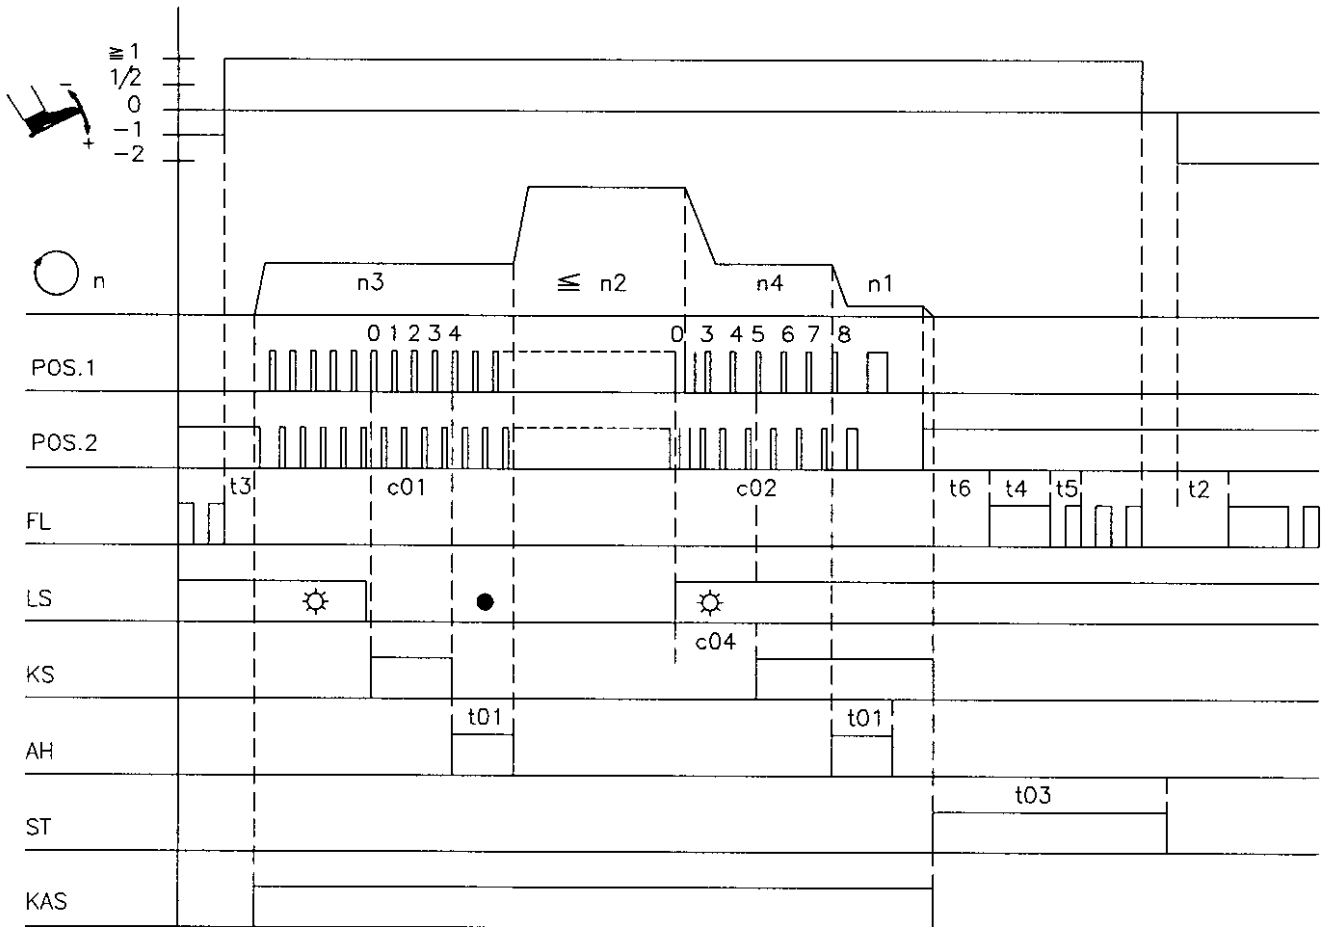 ≧ 1
1/2
0
−1
−2
−
+
n
n3
≦ n2
n4
n1
0 1 2 3 4
0 3 4 5 6 7 8
POS.1
POS.2
t3
c01
c02
t6
t4
t5
t2
FL
LS
c04
KS
t01
t01
AH
t03
ST
KAS